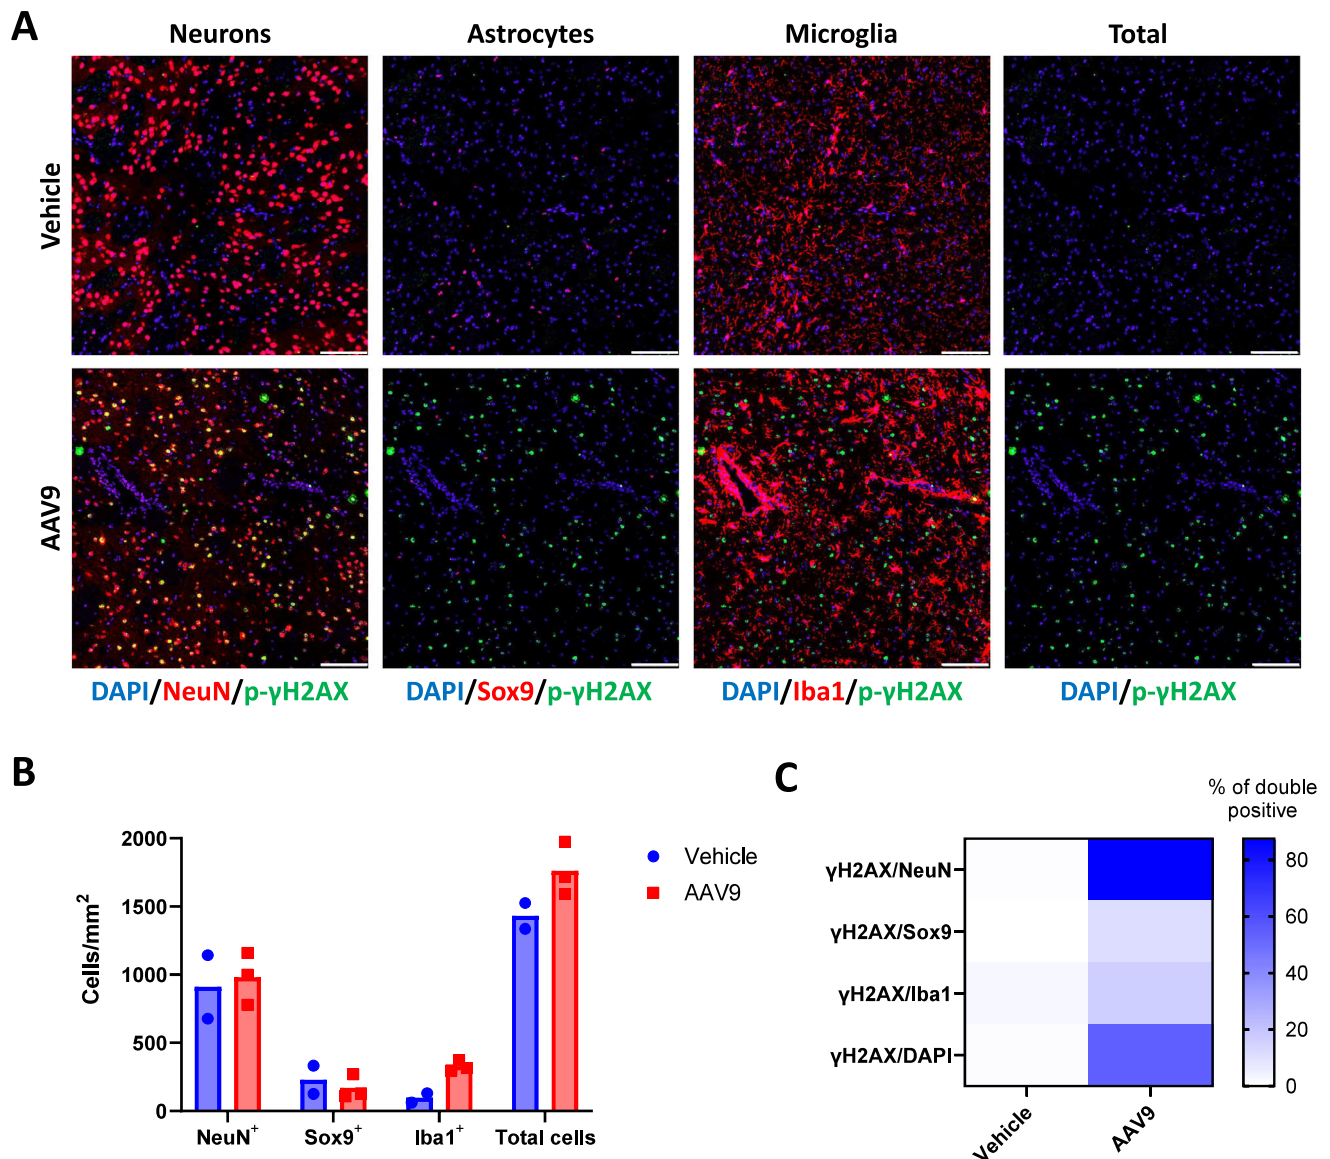 A
Neurons
Astrocytes
Microglia
Total
Vehicle
AAV9
DAPI/NeuN/p-γH2AX
DAPI/Sox9/p-γH2AX
DAPI/Iba1/p-γH2AX
DAPI/p-γH2AX
B
Cells/mm²
2000
1500
1000
500
0
NeuN⁺
Sox9⁺
Iba1⁺
Total cells
Vehicle
AAV9
C
% of double
positive
γH2AX/NeuN
γH2AX/Sox9
γH2AX/Iba1
γH2AX/DAPI
Vehicle
AAV9
80
60
40
20
0